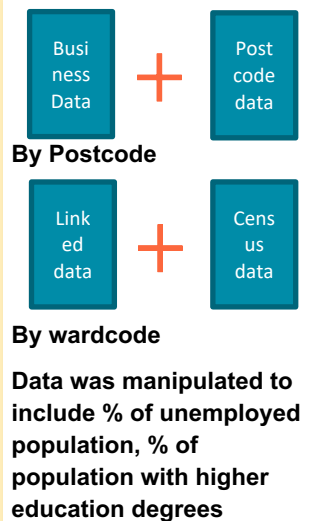 Busi Post
ness code
Data data
By Postcode
Link Cens
ed us
data data
By wardcode
Data was manipulated to
include % of unemployed
population, % of
population with higher
education degrees